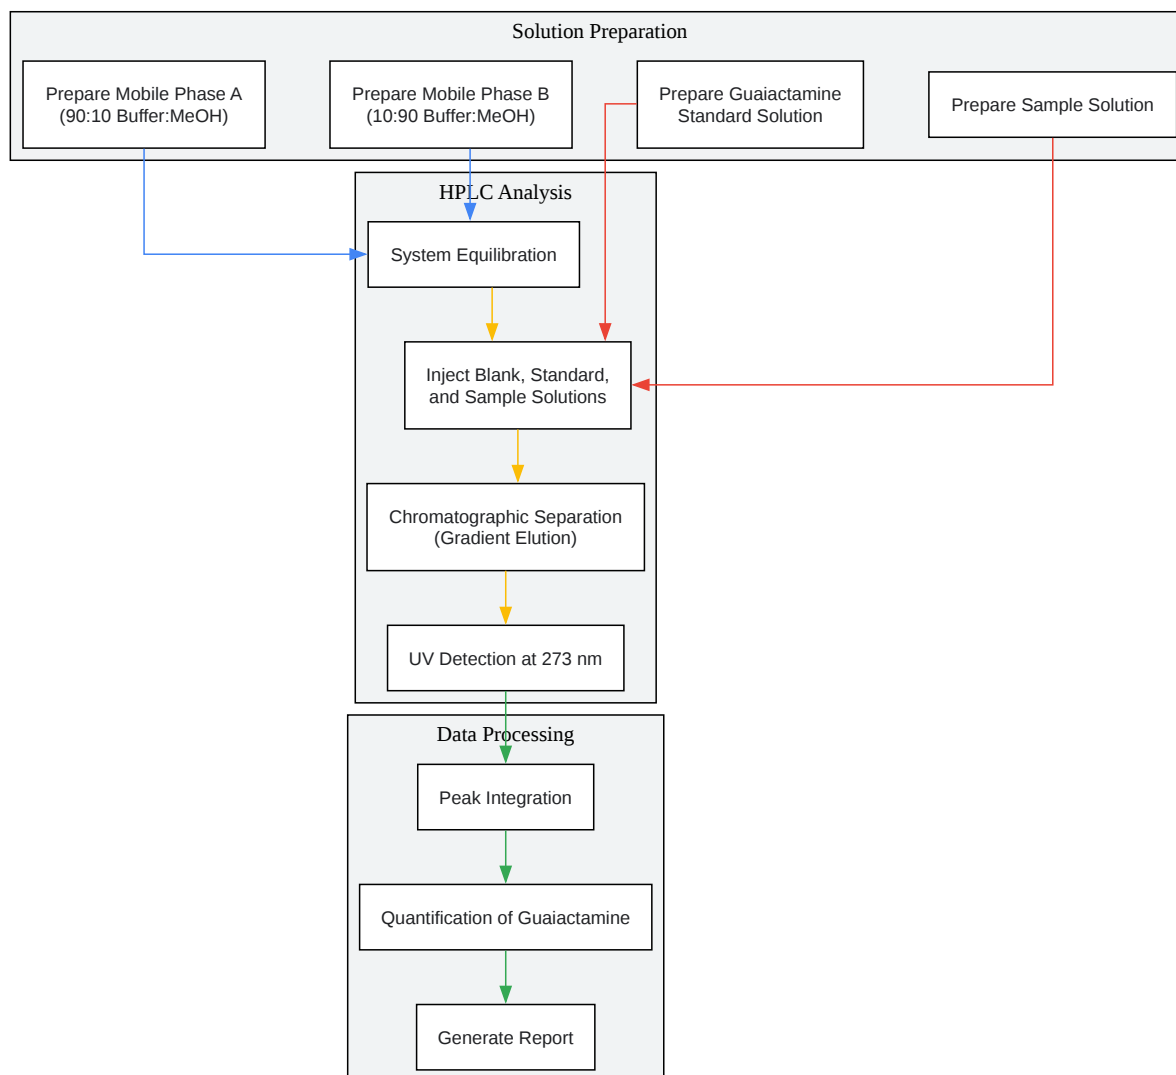 Solution Preparation
Prepare Mobile Phase A
(90:10 Buffer:MeOH)
Prepare Mobile Phase B
(10:90 Buffer:MeOH)
Prepare Guaiactamine
Standard Solution
Prepare Sample Solution
HPLC Analysis
System Equilibration
Inject Blank, Standard,
and Sample Solutions
Chromatographic Separation
(Gradient Elution)
UV Detection at 273 nm
Data Processing
Peak Integration
Quantification of Guaiactamine
Generate Report